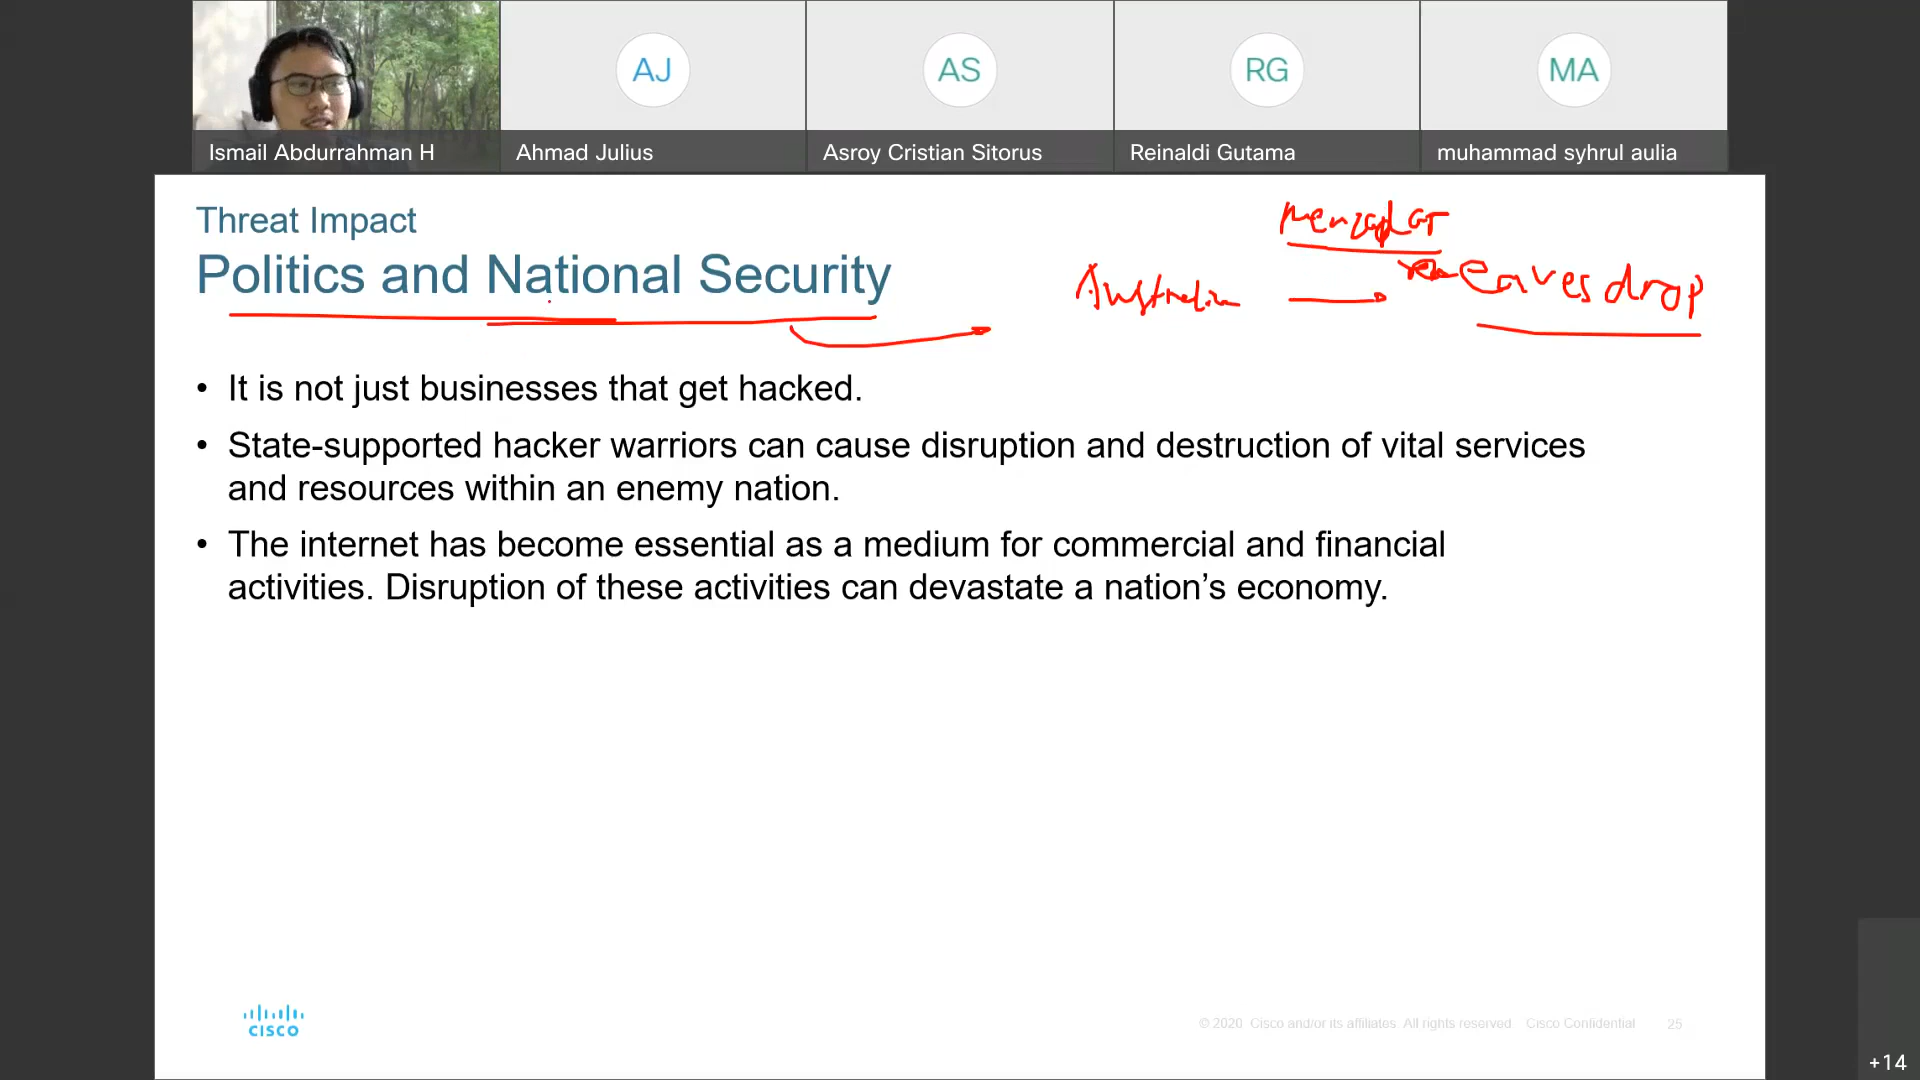 AJ
AS
RG
MA
Ismail Abdurrahman H
Ahmad Julius
Asroy Cristian Sitorus
Reinaldi Gutama
muhammad syhrul aulia
Threat Impact
Politics and National Security
Australia
eavesdrop
• It is not just businesses that get hacked.
• State-supported hacker warriors can cause disruption and destruction of vital services
and resources within an enemy nation.
• The internet has become essential as a medium for commercial and financial
activities. Disruption of these activities can devastate a nation’s economy.
CISCO
© 2020 Cisco and/or its affiliates. All rights reserved. Cisco Confidential
25
+14